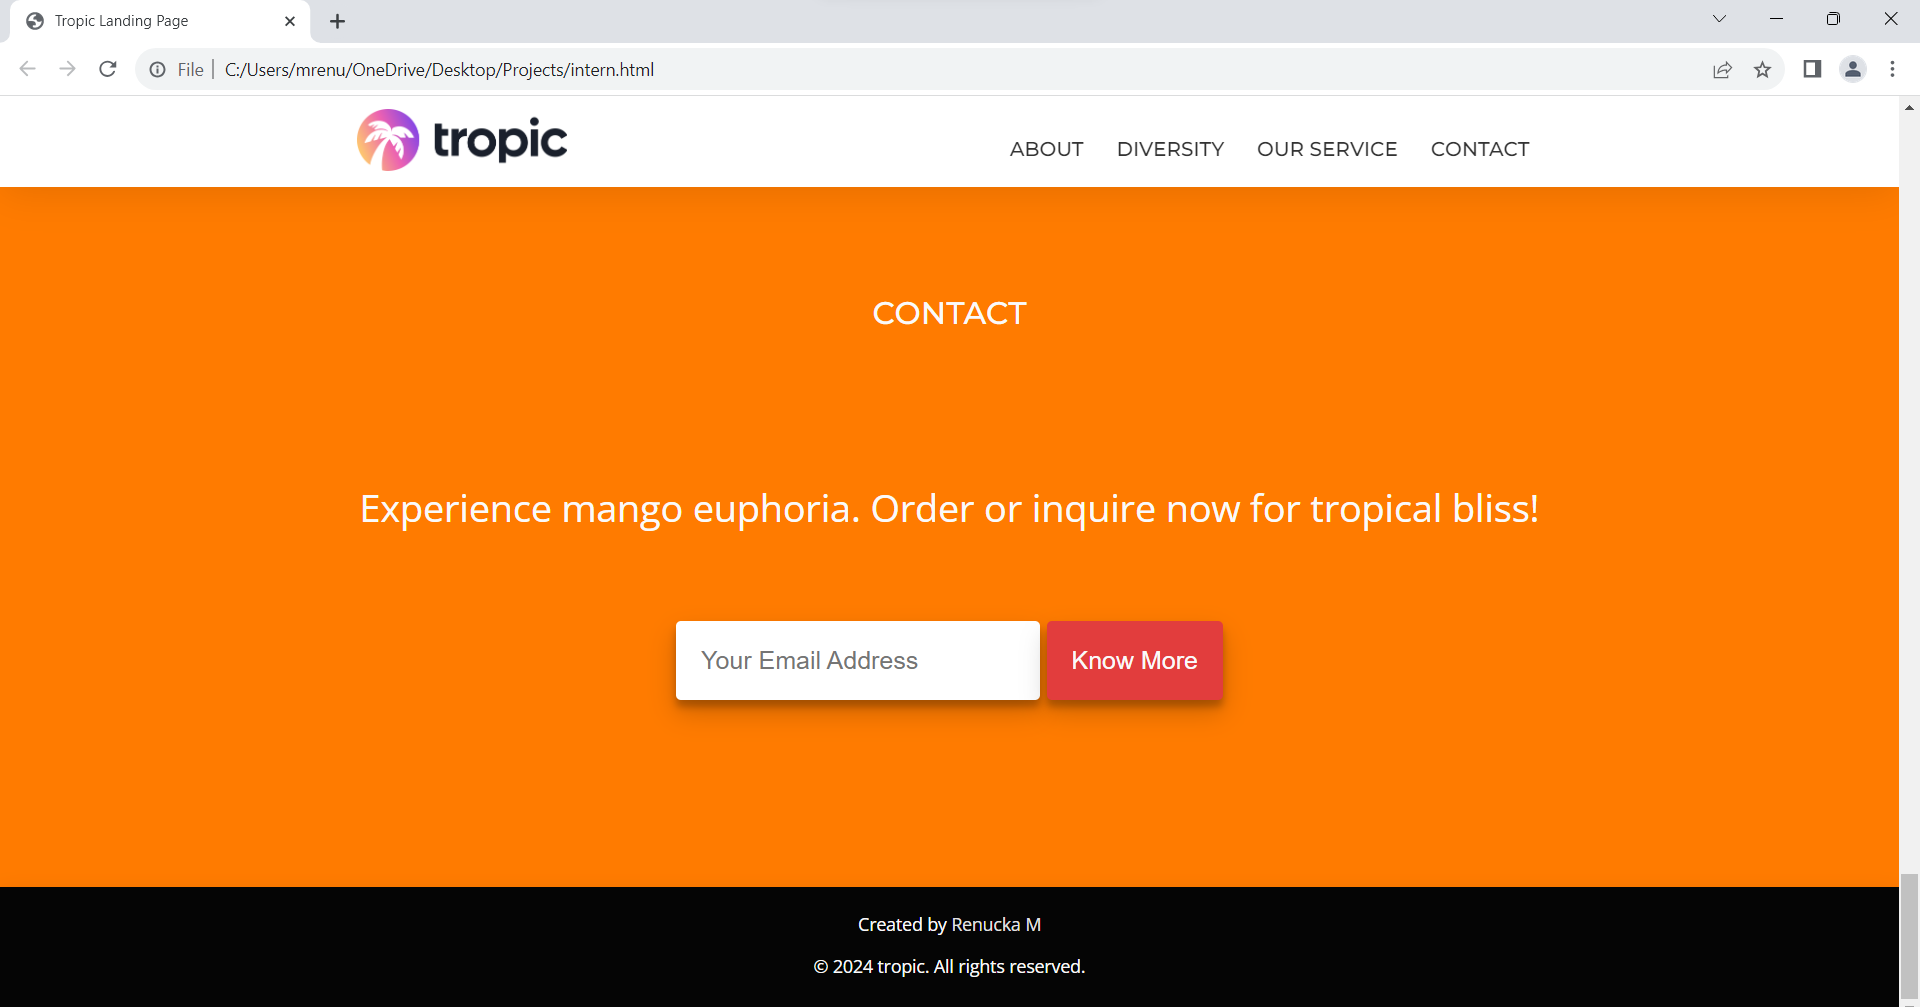 Tropic Landing Page
File
C:/Users/mrenu/OneDrive/Desktop/Projects/intern.html
tropic
ABOUT DIVERSITY OUR SERVICE CONTACT
CONTACT
Experience mango euphoria. Order or inquire now for tropical bliss!
Your Email Address
Know More
Created by Renucka M
© 2024 tropic. All rights reserved.